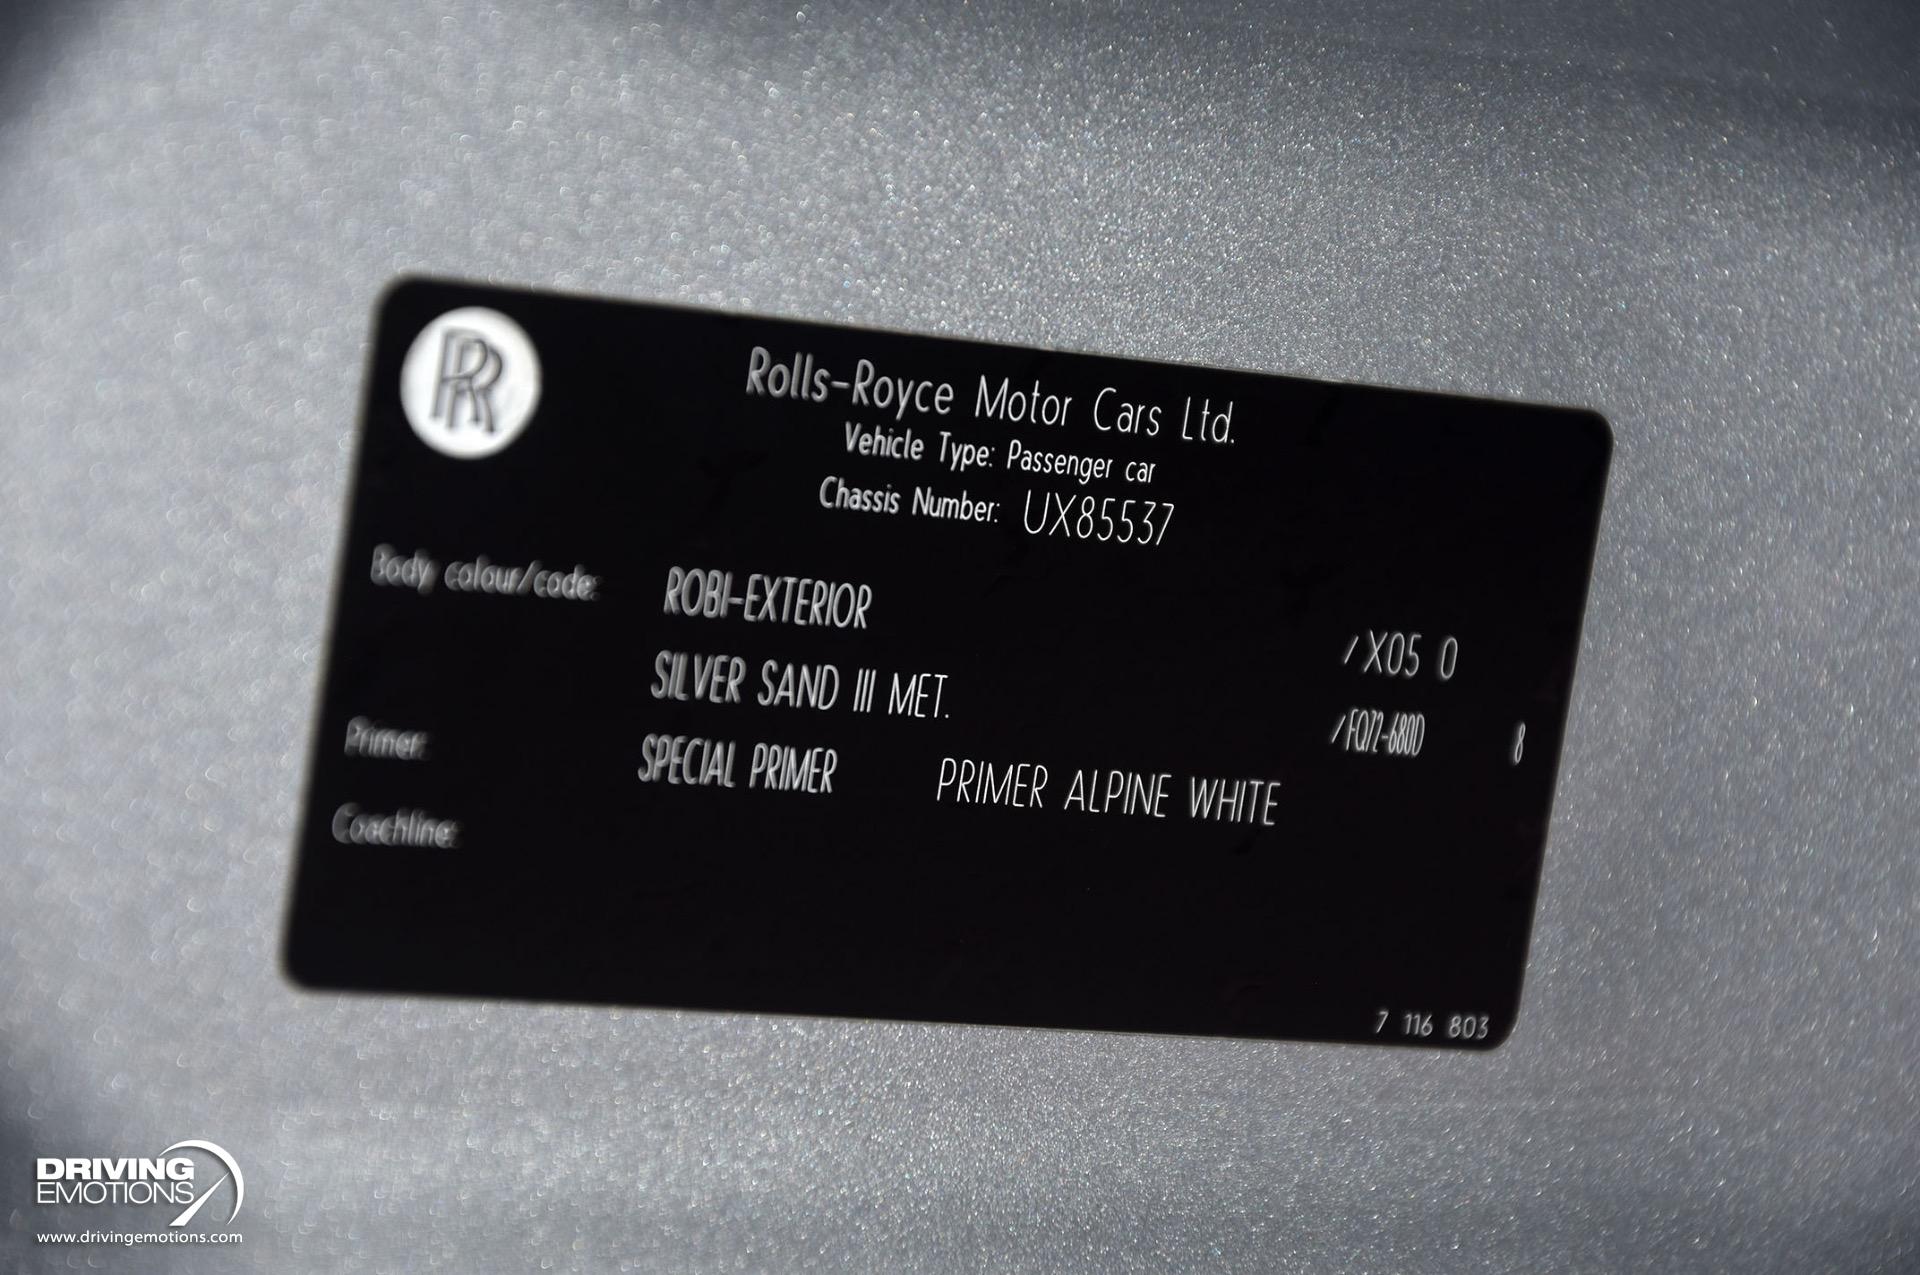 RR
Rolls-Royce Motor Cars Ltd.
Vehicle Type: Passenger car
Chassis Number: UX85537
Body colour/code: ROBI-EXTERIOR /X05 0
SILVER SAND III MET. /FQ72-680D 8
Primer: SPECIAL PRIMER PRIMER ALPINE WHITE
Coachline:
7 116 803
DRIVING
EMOTIONS
www.drivingemotions.com